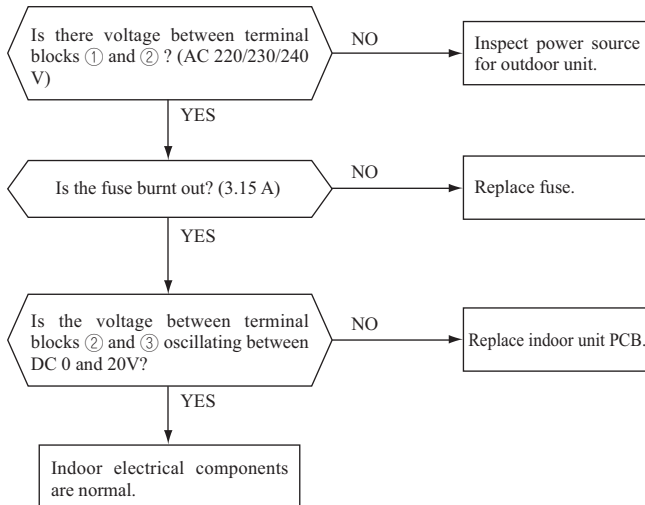 Is there voltage between terminal
blocks ① and ② ? (AC 220/230/240
V)
NO
Inspect power source
for outdoor unit.
YES
Is the fuse burnt out? (3.15 A)
NO
Replace fuse.
YES
Is the voltage between terminal
blocks ② and ③ oscillating between
DC 0 and 20V?
NO
Replace indoor unit PCB.
YES
Indoor electrical components
are normal.